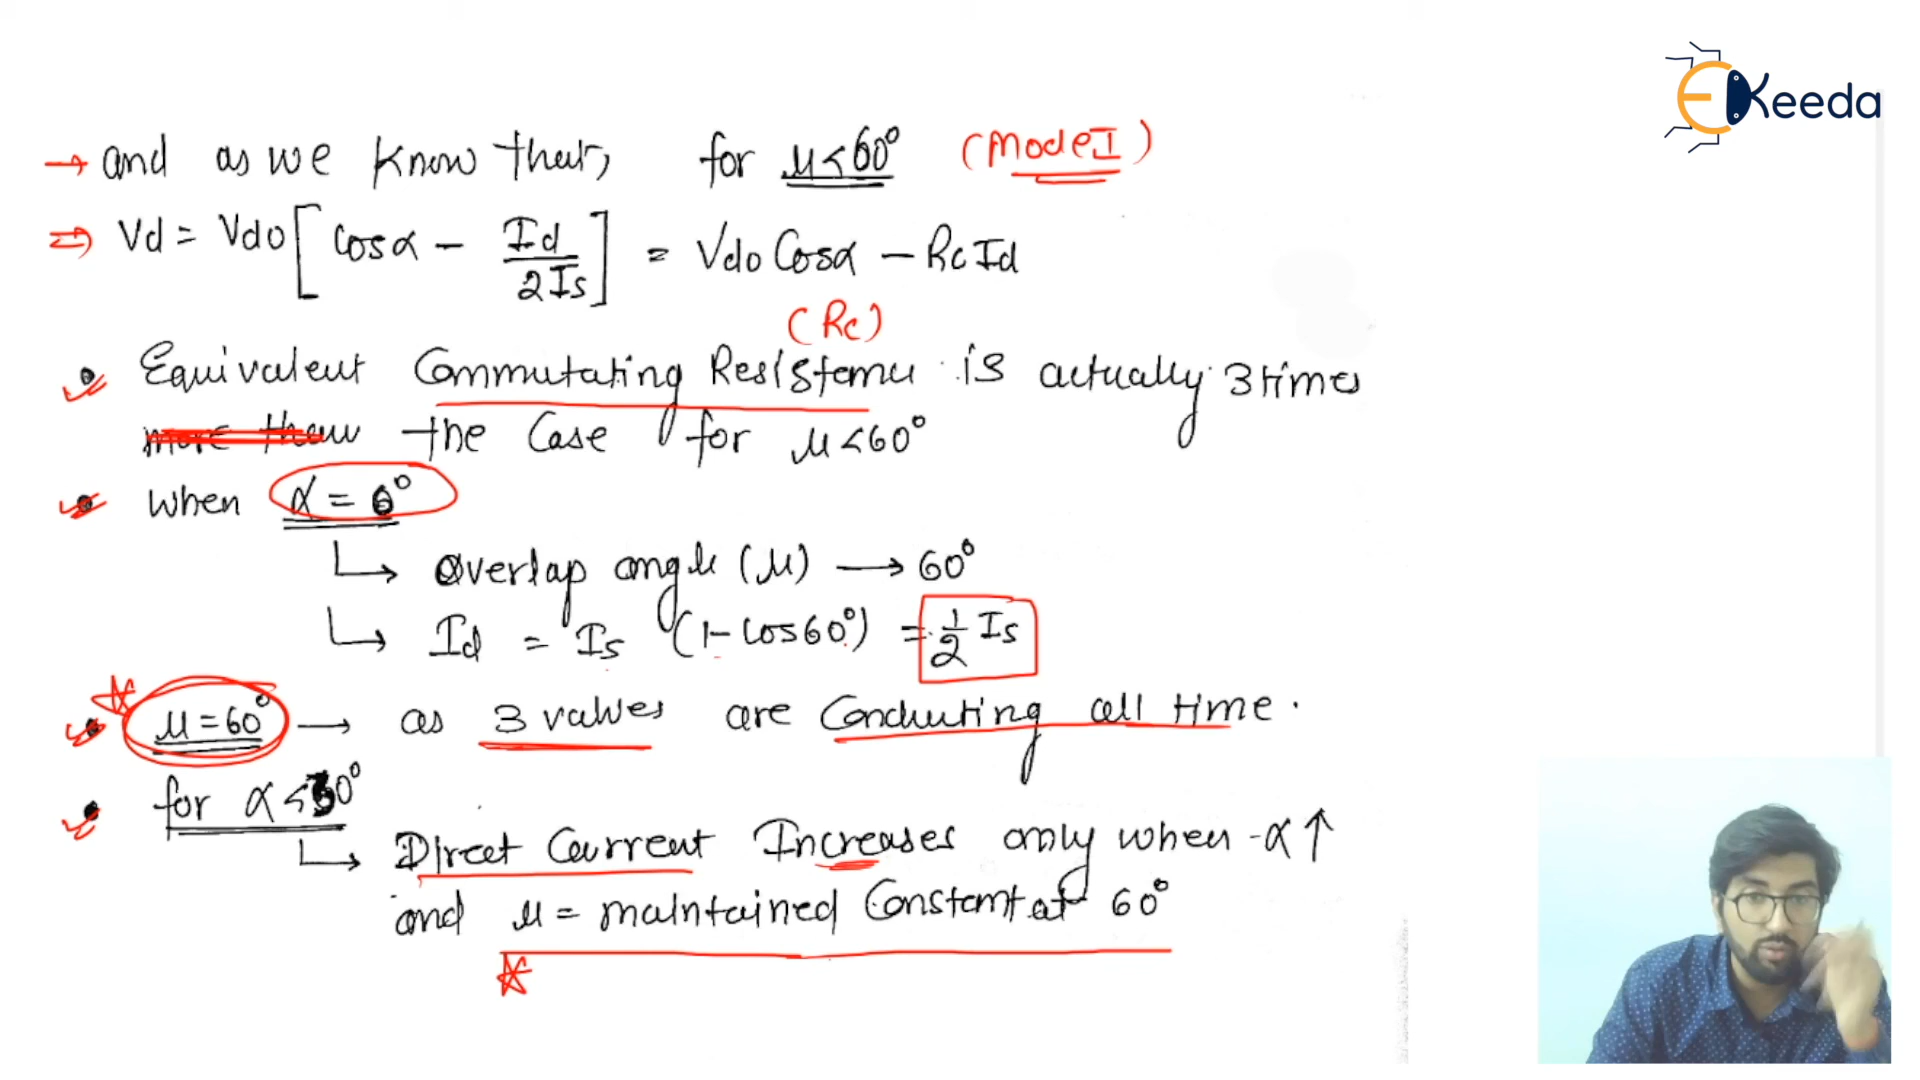 EKeeda
→ and as we know that, for μ<60° (Mode I)
⇒ Vd = Vdo [ Cosα - Id/2Is ] = Vdo Cosα - RcId
(Rc)
• Equivalent Commutating Resistance is actually 3 times
more than the Case for μ<60°
• When α = 0°
↳ Overlap angle (μ) → 60°
↳ Id = Is (1-Cos60°) = 1/2 Is
• μ=60° → as 3 valves are Conducting all time.
• for α<30°
↳ Direct Current Increases only when α↑
and μ = maintained Constant at 60°